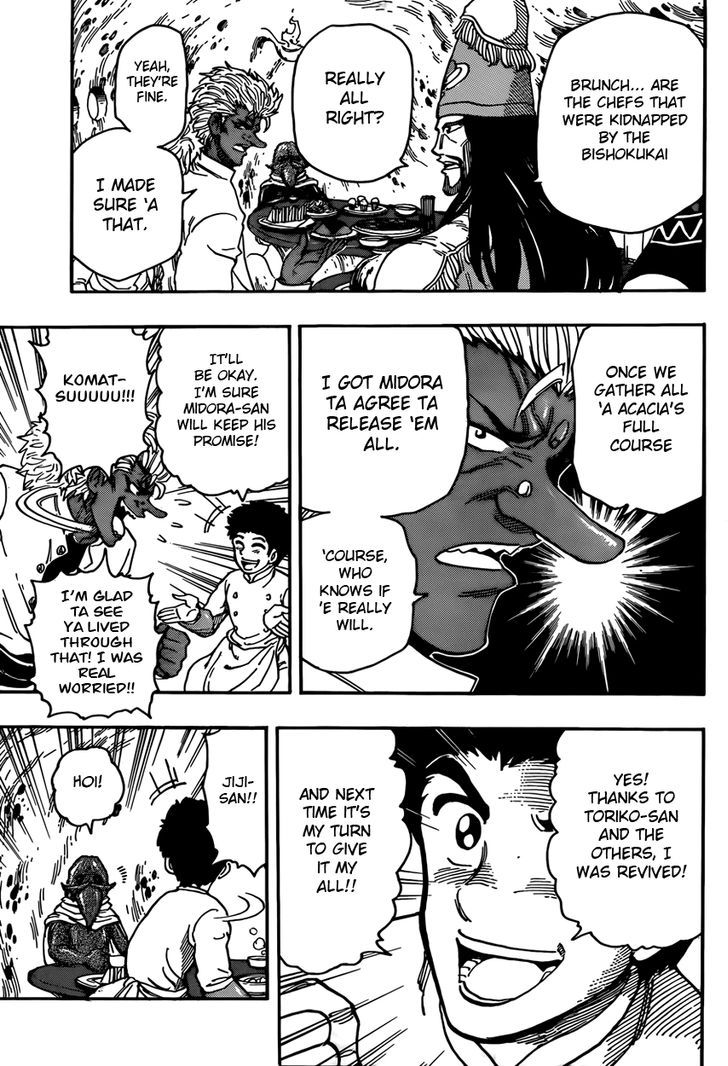 BRUNCH... ARE
THE CHEFS THAT
WERE KIDNAPPED
BY THE
BISHOKUKAI
REALLY
ALL
RIGHT?
YEAH,
THEY'RE
FINE.
I MADE
SURE 'A
THAT.
ONCE WE
GATHER ALL
'A ACACIA'S
FULL
COURSE
I GOT MIDORA
TA AGREE TA
RELEASE 'EM
ALL.
'COURSE,
WHO
KNOWS IF
'E REALLY
WILL.
IT'LL
BE OKAY.
I'M SURE
MIDORA-SAN
WILL KEEP HIS
PROMISE!
KOMAT-
SUUUUU!!!
I'M GLAD
TA SEE
YA LIVED
THROUGH
THAT! I WAS
REAL
WORRIED!!
YES!
THANKS TO
TORIKO-SAN
AND THE
OTHERS, I
WAS REVIVED!
AND NEXT
TIME IT'S
MY TURN
TO GIVE
IT MY
ALL!!
JIJI-
SAN!!
HOI!